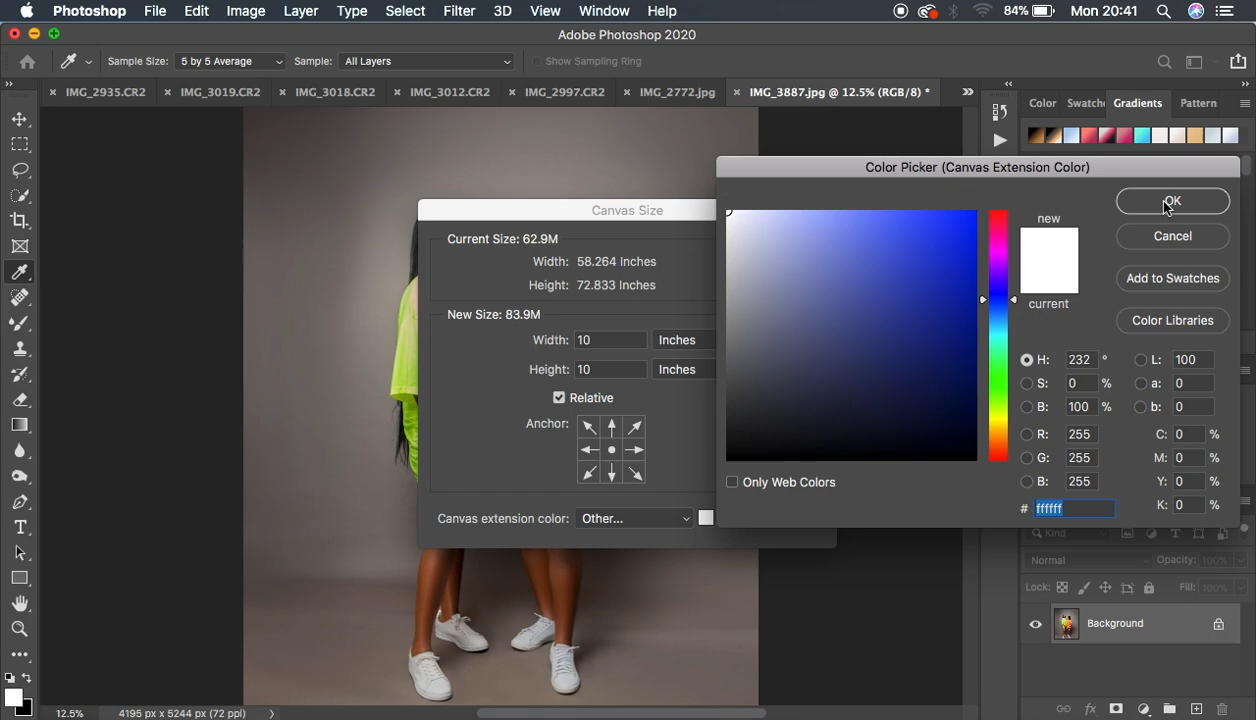 Photoshop File Edit Image Layer Type Select Filter 3D View Window Help 84% Mon 20:41
Adobe Photoshop 2020
Sample Size: 5 by 5 Average Sample: All Layers Show Sampling Ring
IMG_2935.CR2 IMG_3019.CR2 IMG_3018.CR2 IMG_3012.CR2 IMG_2997.CR2 IMG_2772.jpg IMG_3887.jpg @ 12.5% (RGB/8) *
Color Swatche Gradients Pattern
Color Picker (Canvas Extension Color)
OK
Cancel
Add to Swatches
Color Libraries
new
current
H: 232 °
S: 0 %
B: 100 %
R: 255
G: 255
B: 255
# ffffff
L: 100
a: 0
b: 0
C: 0 %
M: 0 %
Y: 0 %
K: 0 %
Only Web Colors
Canvas Size
Current Size: 62.9M
Width: 58.264 Inches
Height: 72.833 Inches
New Size: 83.9M
Width: 10 Inches
Height: 10 Inches
Relative
Anchor:
Canvas extension color: Other...
Kind
Normal Opacity: 100%
Lock: Fill: 100%
Background
12.5% 4195 px x 5244 px (72 ppi)